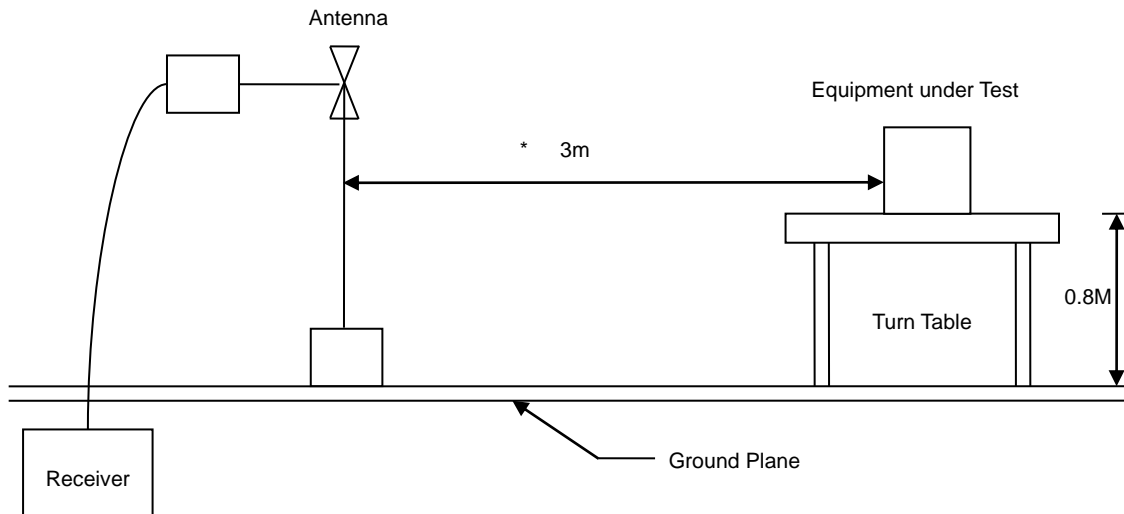 Antenna
Equipment under Test
* 3m
0.8M
Turn Table
Ground Plane
Receiver